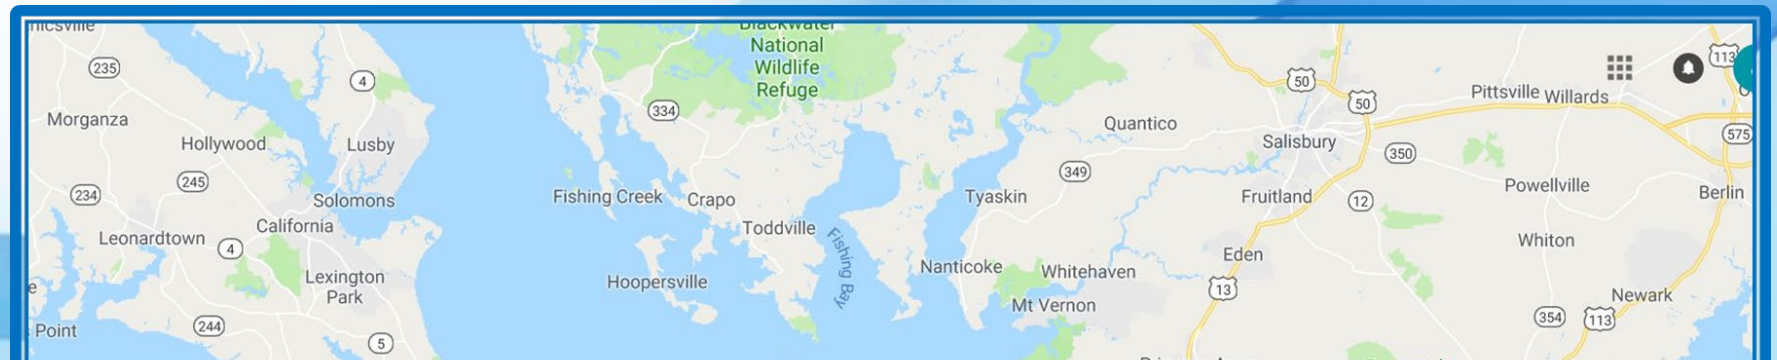 nicsville
Blackwater
National
Wildlife
Refuge
235
4
334
50
50
113
Pittsville
Willards
Morganza
Hollywood
Lusby
Quantico
Salisbury
575
350
349
245
234
Solomons
Fishing Creek
Crapo
Tyaskin
Fruitland
12
Powellville
Berlin
California
Leonardtown
4
Toddville
Fishing Bay
Whiton
Eden
Lexington
Park
Hoopersville
Nanticoke
Whitehaven
e
13
Newark
Mt Vernon
Point
244
5
354
113